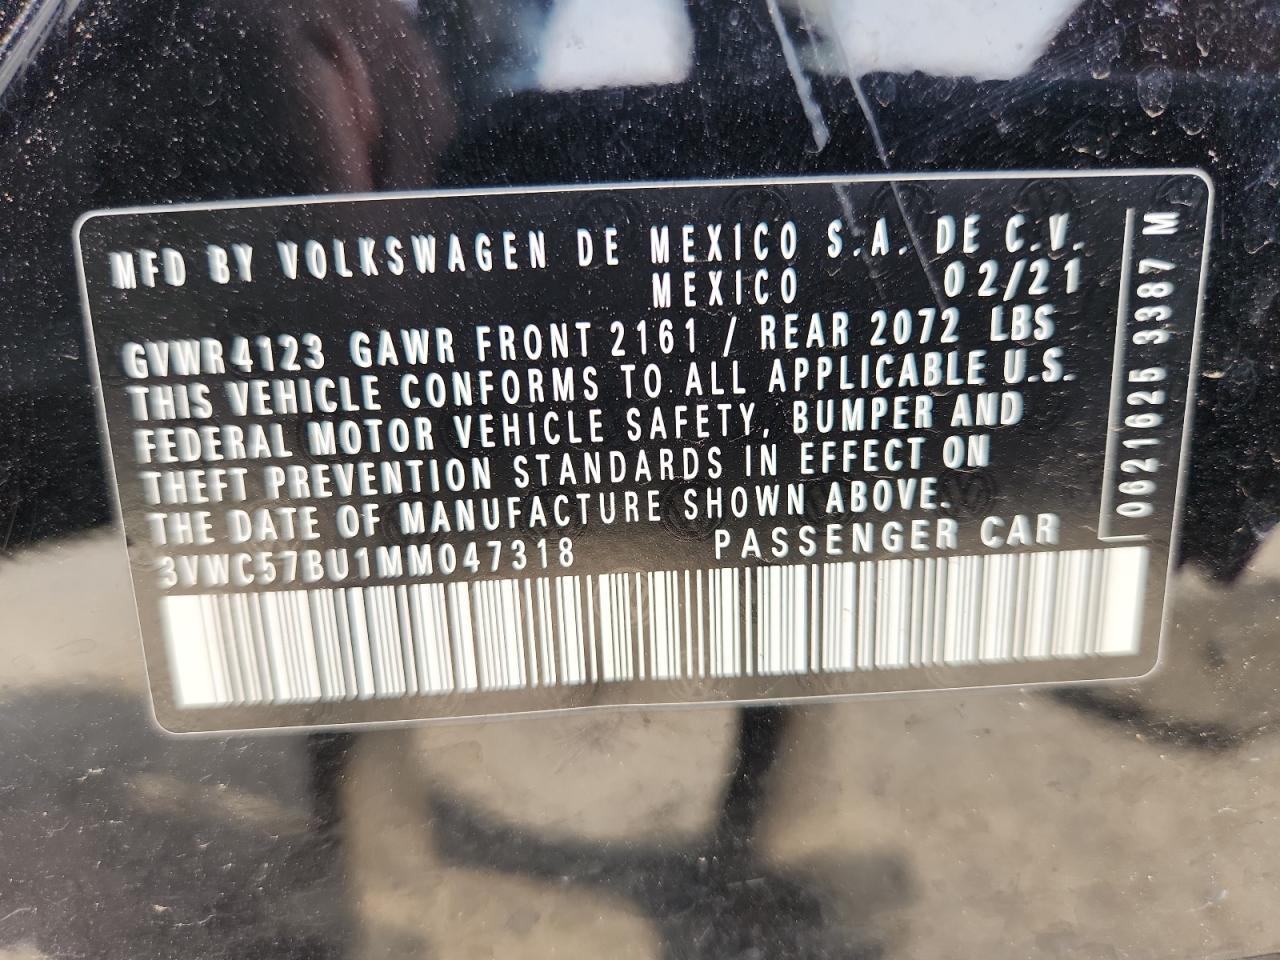 MFD BY VOLKSWAGEN DE MEXICO S.A. DE C.V.
MEXICO 02/21
GVWR 4123 GAWR FRONT 2161 / REAR 2072 LBS
THIS VEHICLE CONFORMS TO ALL APPLICABLE U.S.
FEDERAL MOTOR VEHICLE SAFETY, BUMPER AND
THEFT PREVENTION STANDARDS IN EFFECT ON
THE DATE OF MANUFACTURE SHOWN ABOVE.
3VWC57BU1MM047318 PASSENGER CAR
0621625 3387 M